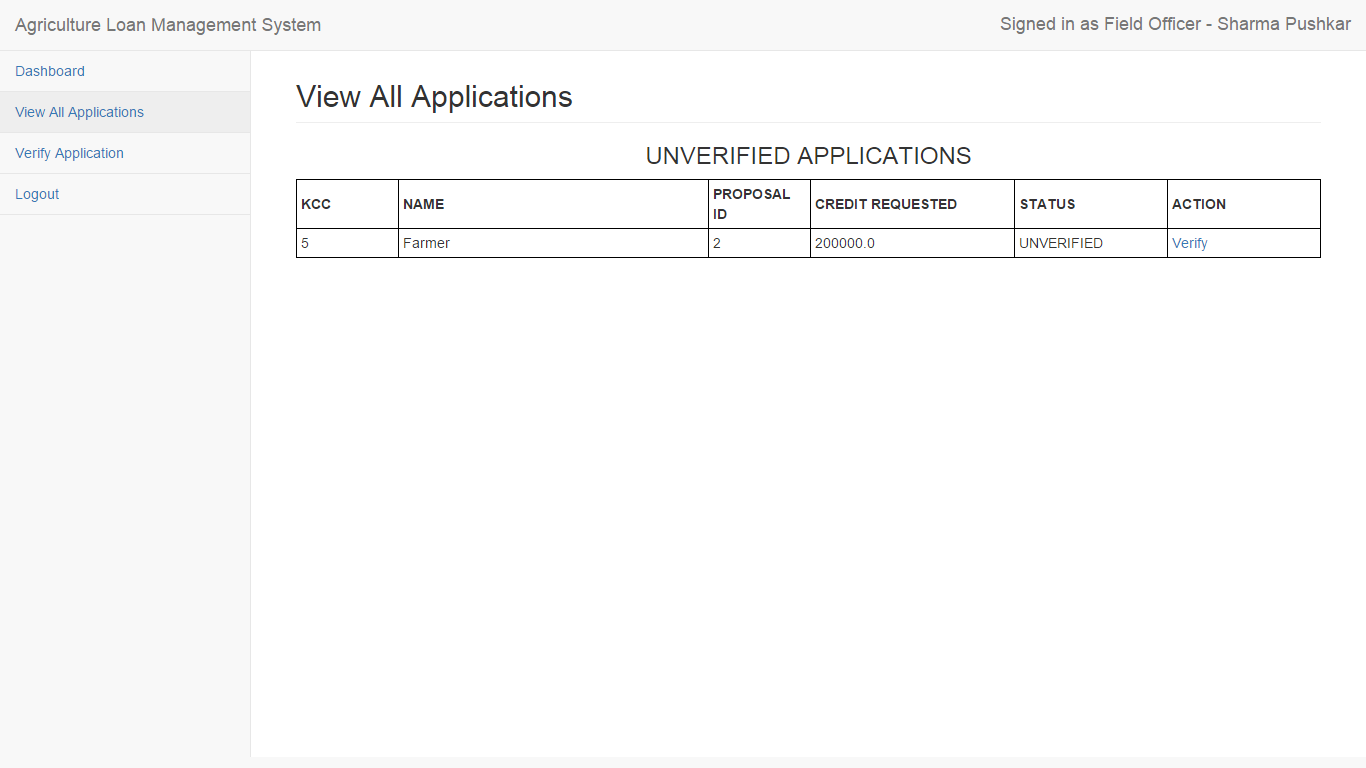 Agriculture Loan Management System
Signed in as Field Officer - Sharma Pushkar
Dashboard
View All Applications
Verify Application
Logout
View All Applications
UNVERIFIED APPLICATIONS
KCC NAME PROPOSAL ID CREDIT REQUESTED STATUS ACTION
5 Farmer 2 200000.0 UNVERIFIED Verify